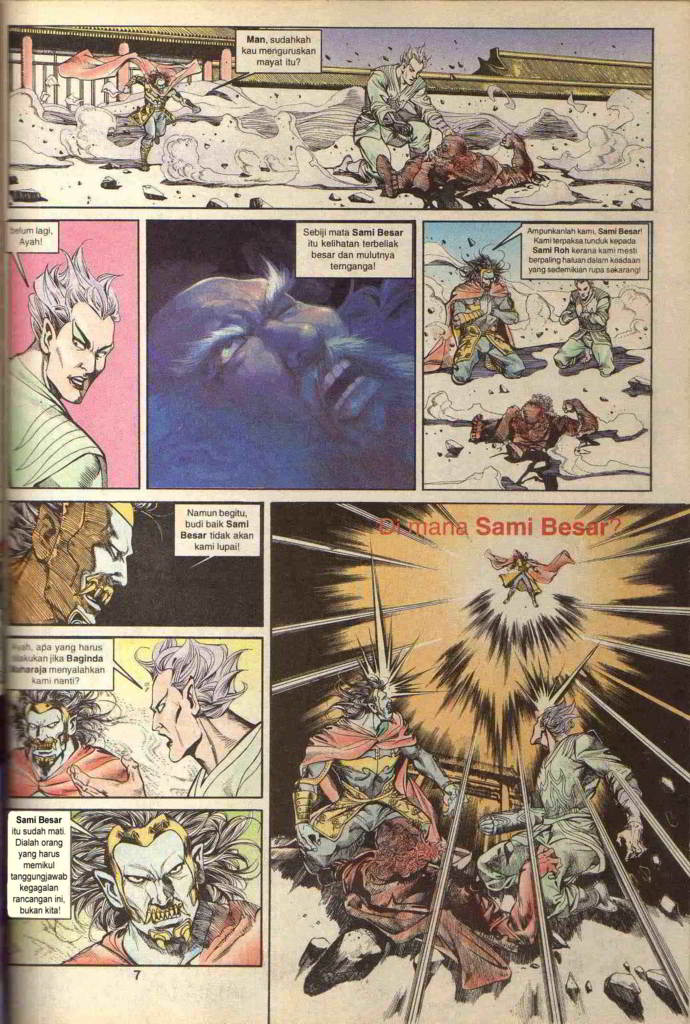 Man, sudahkah
kau menguruskan
mayat itu?
belum lagi,
Ayah!
Sebiji mata Sami Besar
itu kelihatan terbeliak
besar dan mulutnya
ternganga!
Ampunkanlah kami, Sami Besar!
Kami terpaksa tunduk kepada
Sami Roh kerana kami mesti
berpaling haluan dalam keadaan
yang sedemikian rupa sekarang!
Namun begitu,
budi baik Sami
Besar tidak akan
kami lupai!
apa yang harus
jika Baginda
menyalahkan
kami nanti?
Sami Besar
itu sudah mati.
Dialah orang
yang harus
memikul
tanggungjawab
kegagalan
rancangan ini,
bukan kita!
Di mana Sami Besar?
7